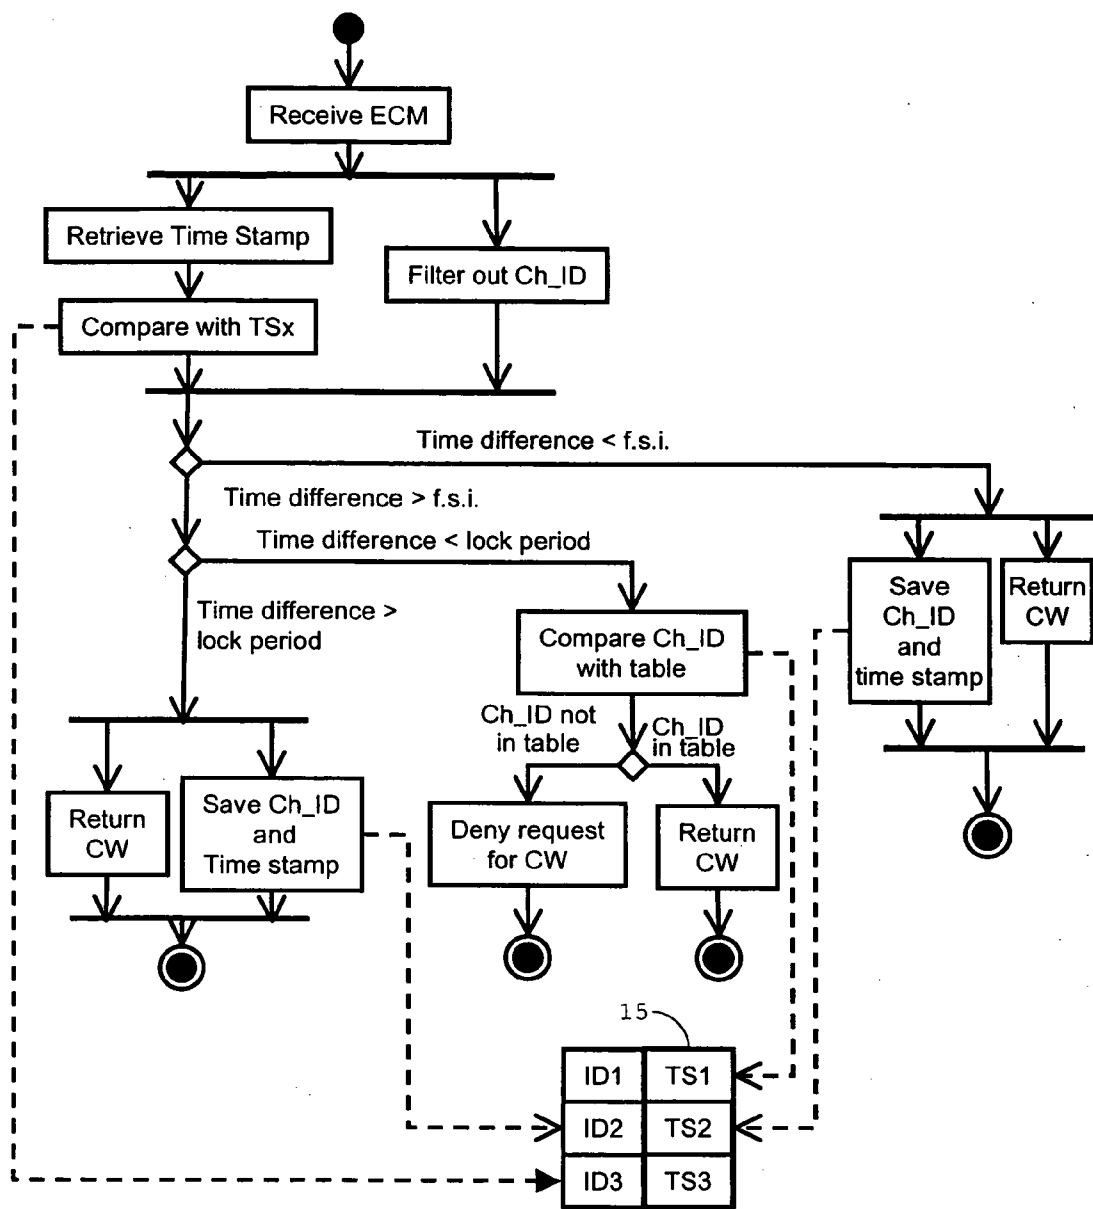 Receive ECM
Retrieve Time Stamp
Filter out Ch_ID
Compare with TSx
Time difference < f.s.i.
Time difference > f.s.i.
Time difference < lock period
Time difference >
lock period
Compare Ch_ID
with table
Save
Ch_ID
and
time stamp
Return
CW
Ch_ID not
in table
Ch_ID
in table
Return
CW
Save Ch_ID
and
Time stamp
Deny request
for CW
Return
CW
15
ID1 TS1
ID2 TS2
ID3 TS3